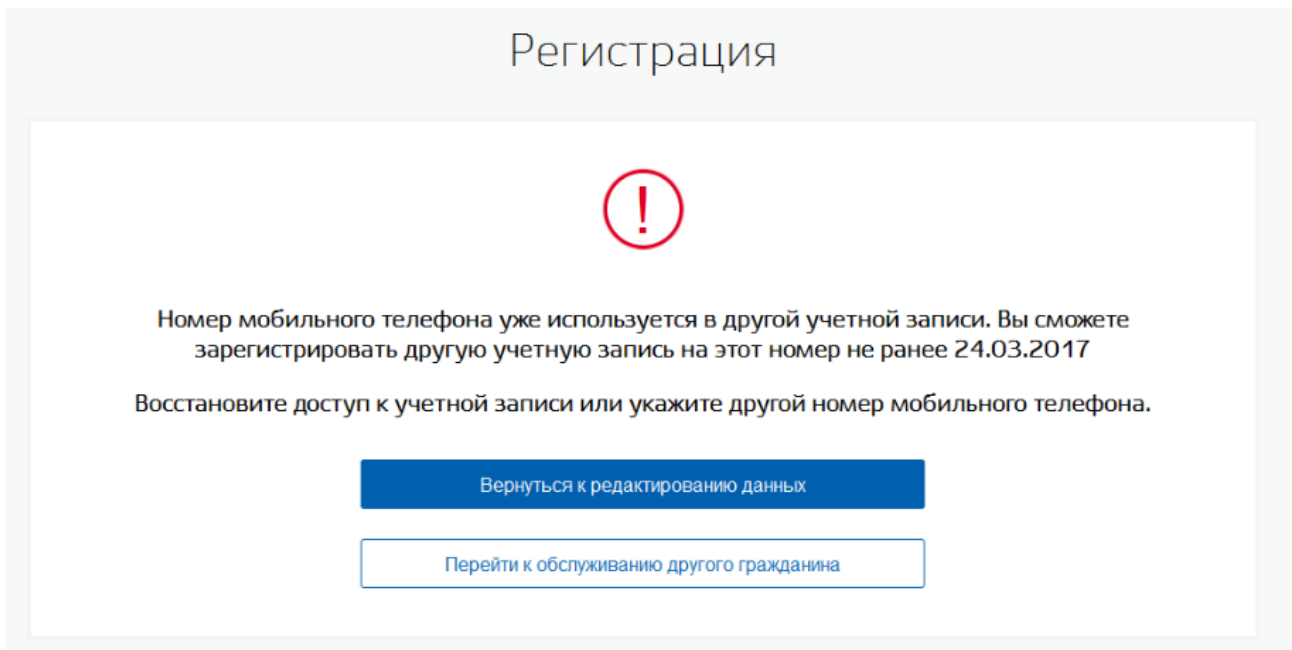 Регистрация
!
Номер мобильного телефона уже используется в другой учетной записи. Вы сможете
зарегистрировать другую учетную запись на этот номер не ранее 24.03.2017
Восстановите доступ к учетной записи или укажите другой номер мобильного телефона.
Вернуться к редактированию данных
Перейти к обслуживанию другого гражданина